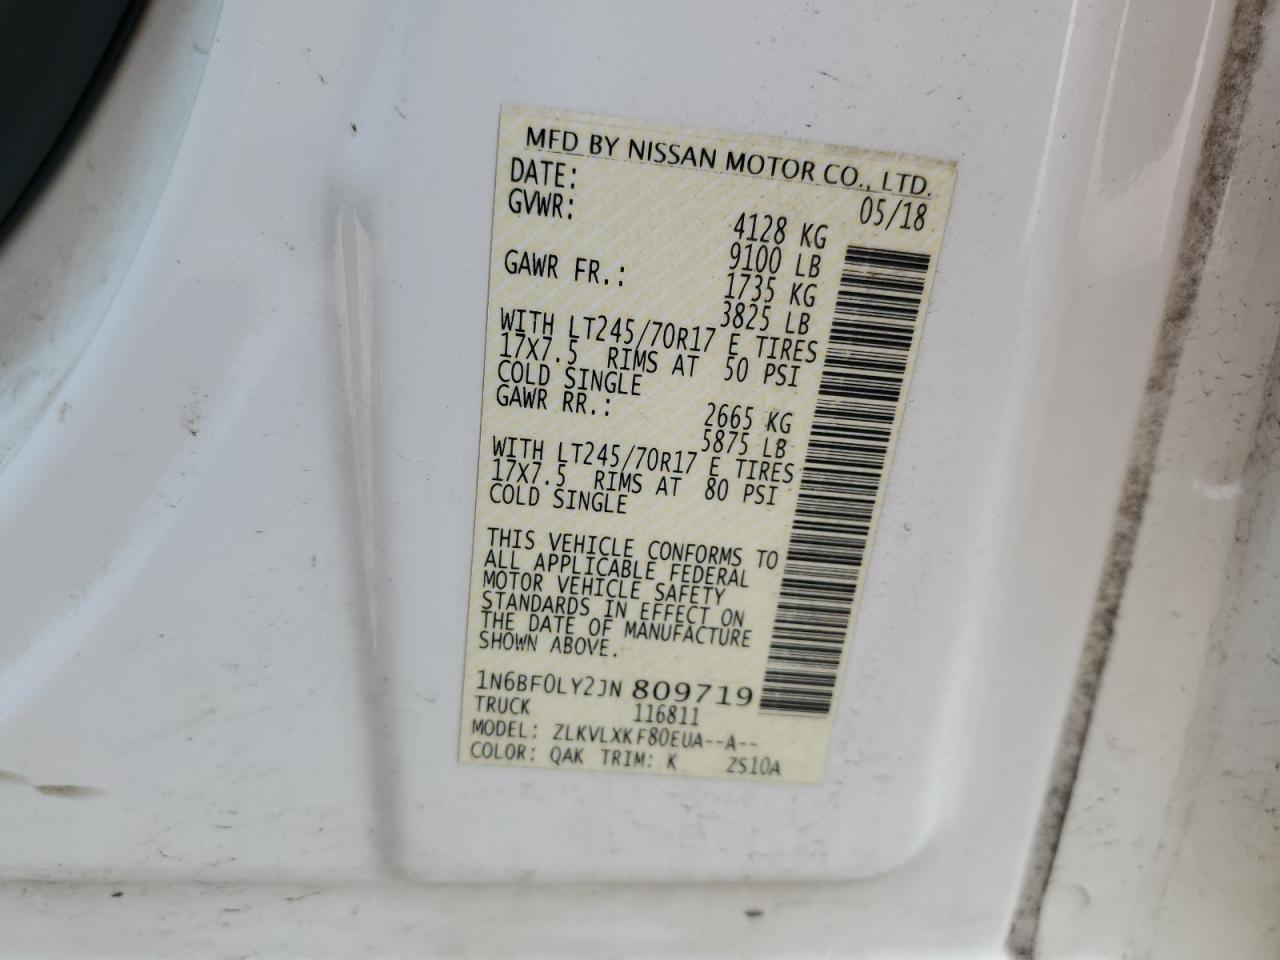 MFD BY NISSAN MOTOR CO., LTD.
DATE: 05/18
GVWR: 4128 KG
9100 LB
GAWR FR.: 1735 KG
3825 LB
WITH LT245/70R17 E TIRES
17X7.5 RIMS AT 50 PSI
COLD SINGLE
GAWR RR.: 2665 KG
5875 LB
WITH LT245/70R17 E TIRES
17X7.5 RIMS AT 80 PSI
COLD SINGLE
THIS VEHICLE CONFORMS TO
ALL APPLICABLE FEDERAL
MOTOR VEHICLE SAFETY
STANDARDS IN EFFECT ON
THE DATE OF MANUFACTURE
SHOWN ABOVE.
1N6BF0LY2JN 809719
TRUCK 116811
MODEL: ZLKVLXKF80EUA--A--
COLOR: QAK TRIM: K ZS10A